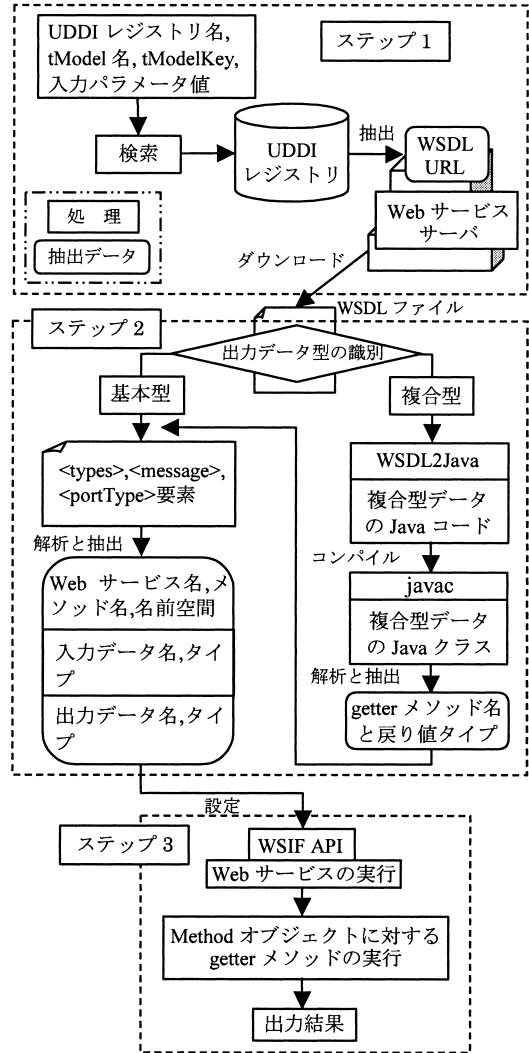 ステップ 1
UDDI レジストリ名,
tModel 名, tModelKey,
入力パラメータ値
検索
UDDI
レジストリ
抽出
WSDL
URL
Web サービス
サーバ
処　理
抽出データ
ダウンロード
WSDL ファイル
ステップ 2
出力データ型の識別
基本型
複合型
<types>,<message>,
<portType>要素
WSDL2Java
複合型データ
の Java コード
解析と抽出
コンパイル
Web サービス名,メ
ソッド名,名前空間
javac
複合型データ
の Java クラス
入力データ名,タイ
プ
解析と抽出
出力データ名,タイ
プ
getter メソッド名
と戻り値タイプ
設定
ステップ 3
WSIF API
Web サービスの実行
Method オブジェクトに対する
getter メソッドの実行
出力結果